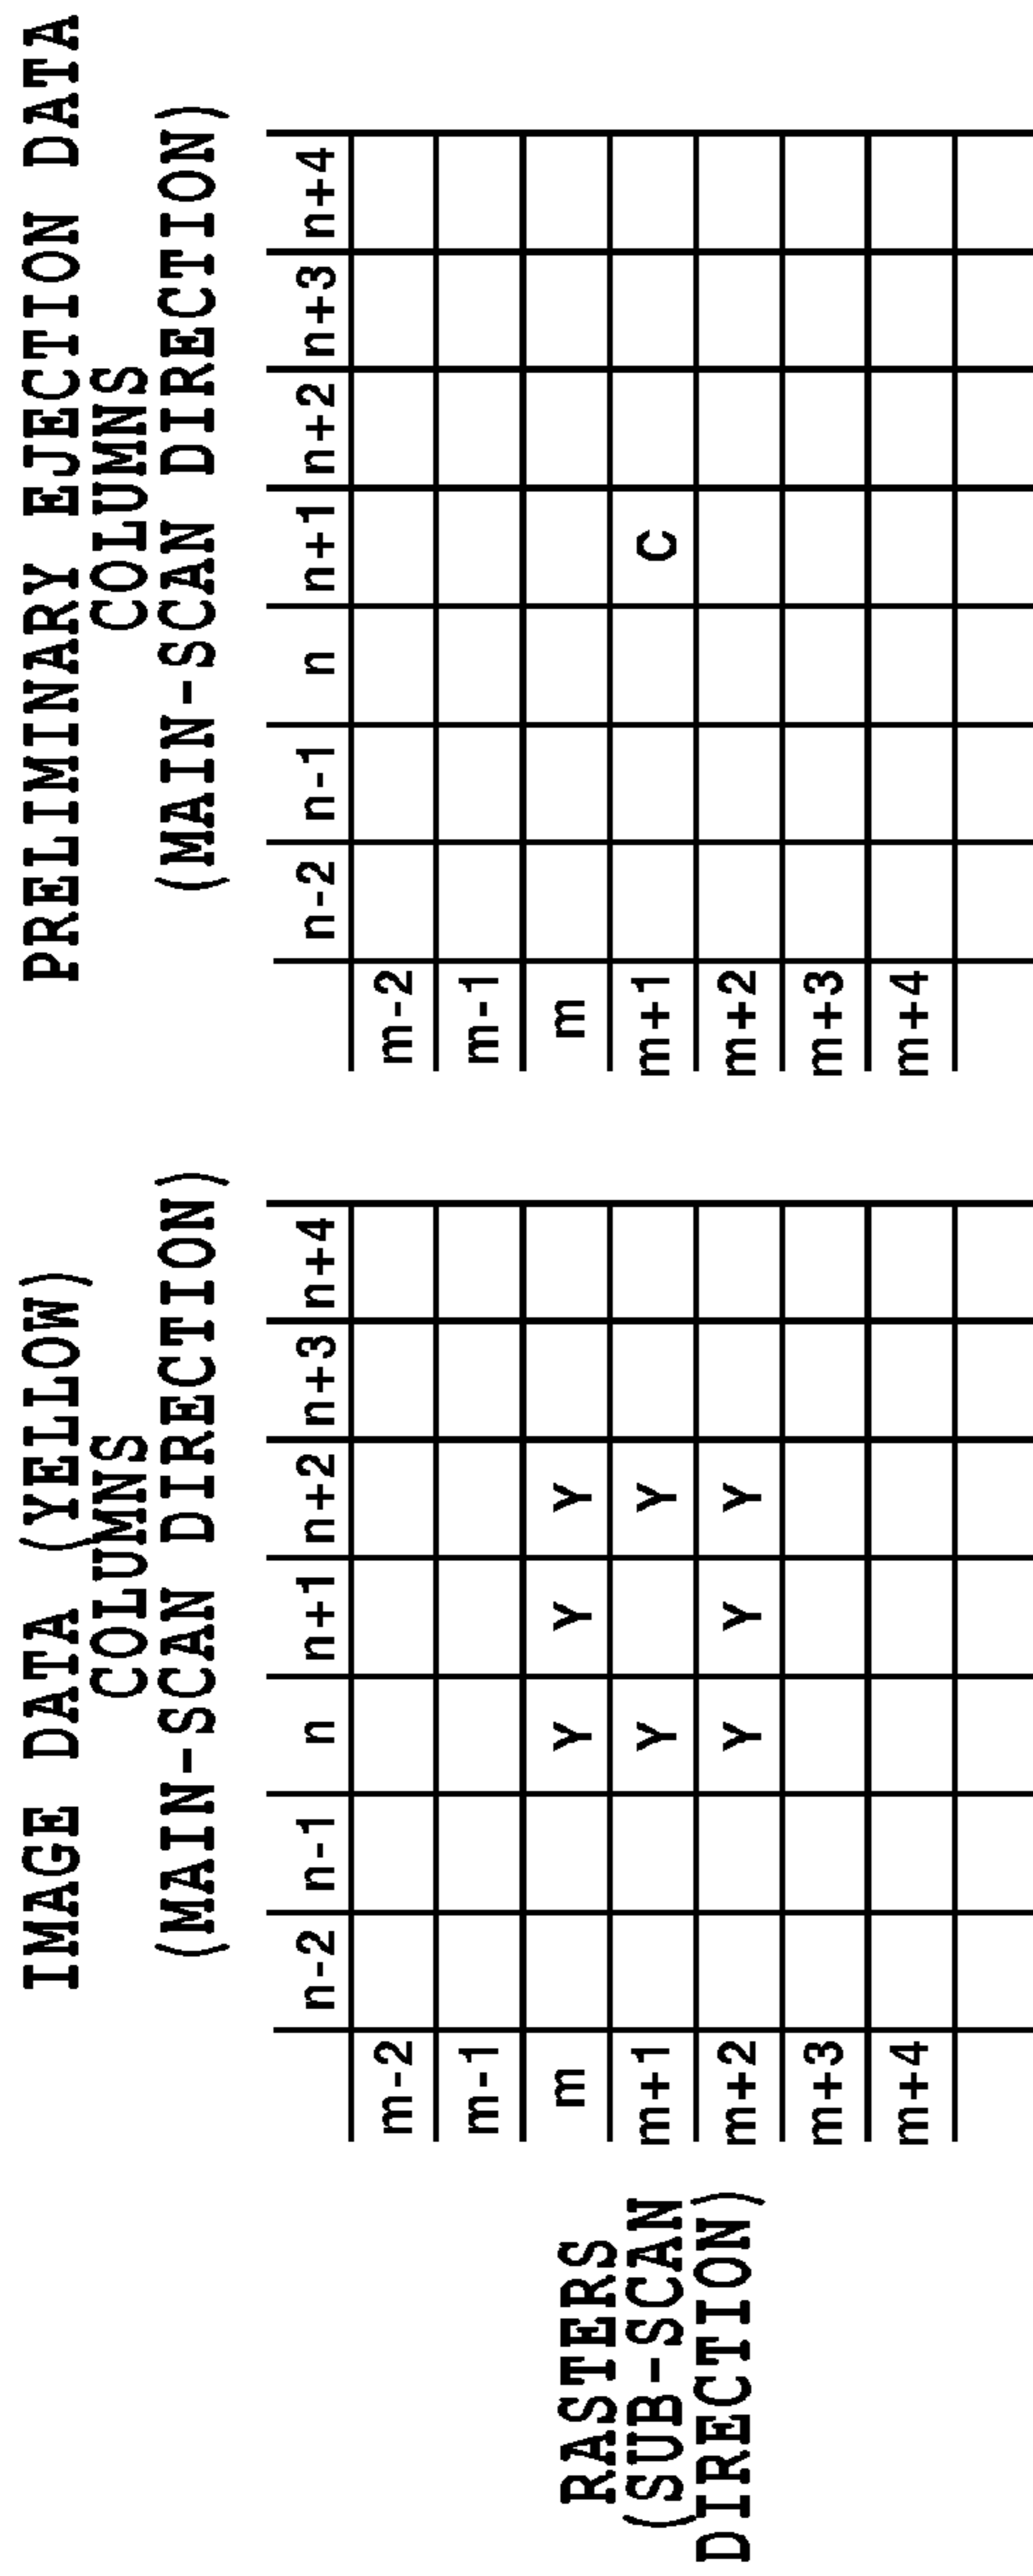 IMAGE DATA (YELLOW)
COLUMNS
(MAIN-SCAN DIRECTION)
n-2 n-1 n n+1 n+2 n+3 n+4
m-2
m-1
m Y Y Y
m+1 Y Y
m+2 Y Y Y
m+3
m+4
RASTERS
(SUB-SCAN
DIRECTION)
PRELIMINARY EJECTION DATA
COLUMNS
(MAIN-SCAN DIRECTION)
n-2 n-1 n n+1 n+2 n+3 n+4
m-2
m-1
m
m+1 C
m+2
m+3
m+4